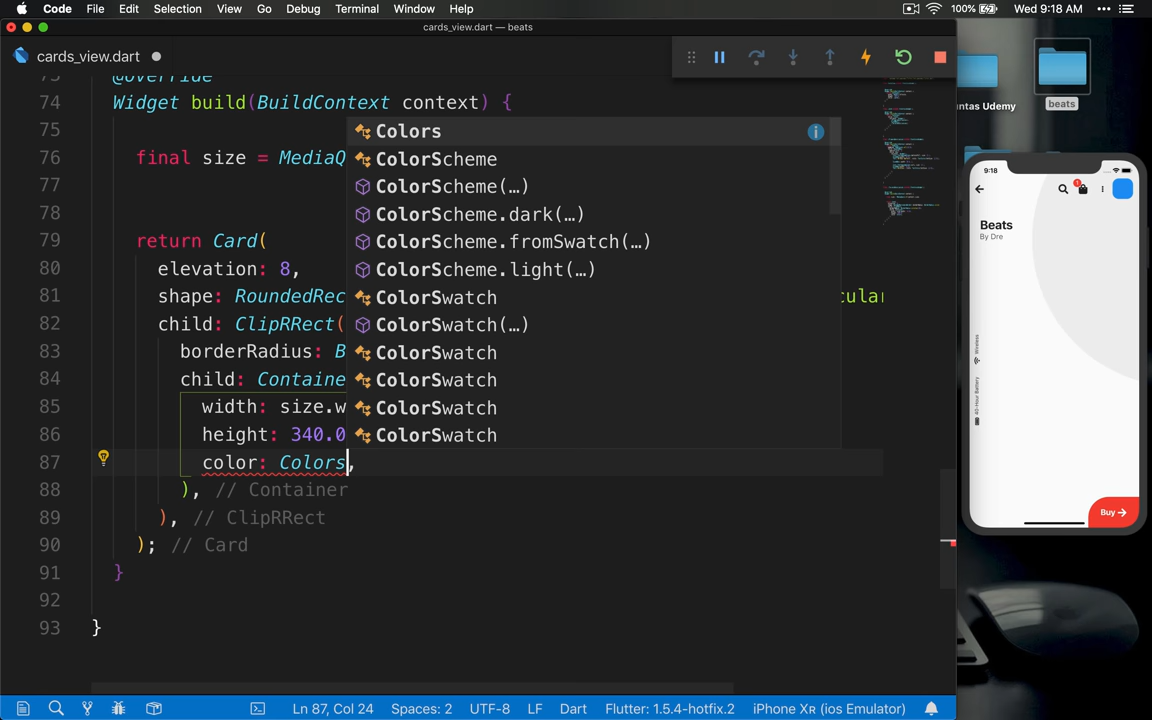 Code File Edit Selection View Go Debug Terminal Window Help 100% Wed 9:18 AM
cards_view.dart — beats
cards_view.dart
@override
74 Widget build(BuildContext context) {
75
76 final size = MediaQ
77
78
79 return Card(
80 elevation: 8,
81 shape: RoundedRec
82 child: ClipRRect(
83 borderRadius: B
84 child: Containe
85 width: size.w
86 height: 340.0
87 color: Colors,
88 ), // Container
89 ), // ClipRRect
90 ); // Card
91 }
92
93 }
Colors
ColorScheme
ColorScheme(…)
ColorScheme.dark(…)
ColorScheme.fromSwatch(…)
ColorScheme.light(…)
ColorSwatch
ColorSwatch(…)
ColorSwatch
ColorSwatch
ColorSwatch
ColorSwatch
Ln 87, Col 24 Spaces: 2 UTF-8 LF Dart Flutter: 1.5.4-hotfix.2 iPhone XR (ios Emulator)
Udemy
beats
9:18
Beats
By Dre
Wireless
40-Hour Battery
Buy →